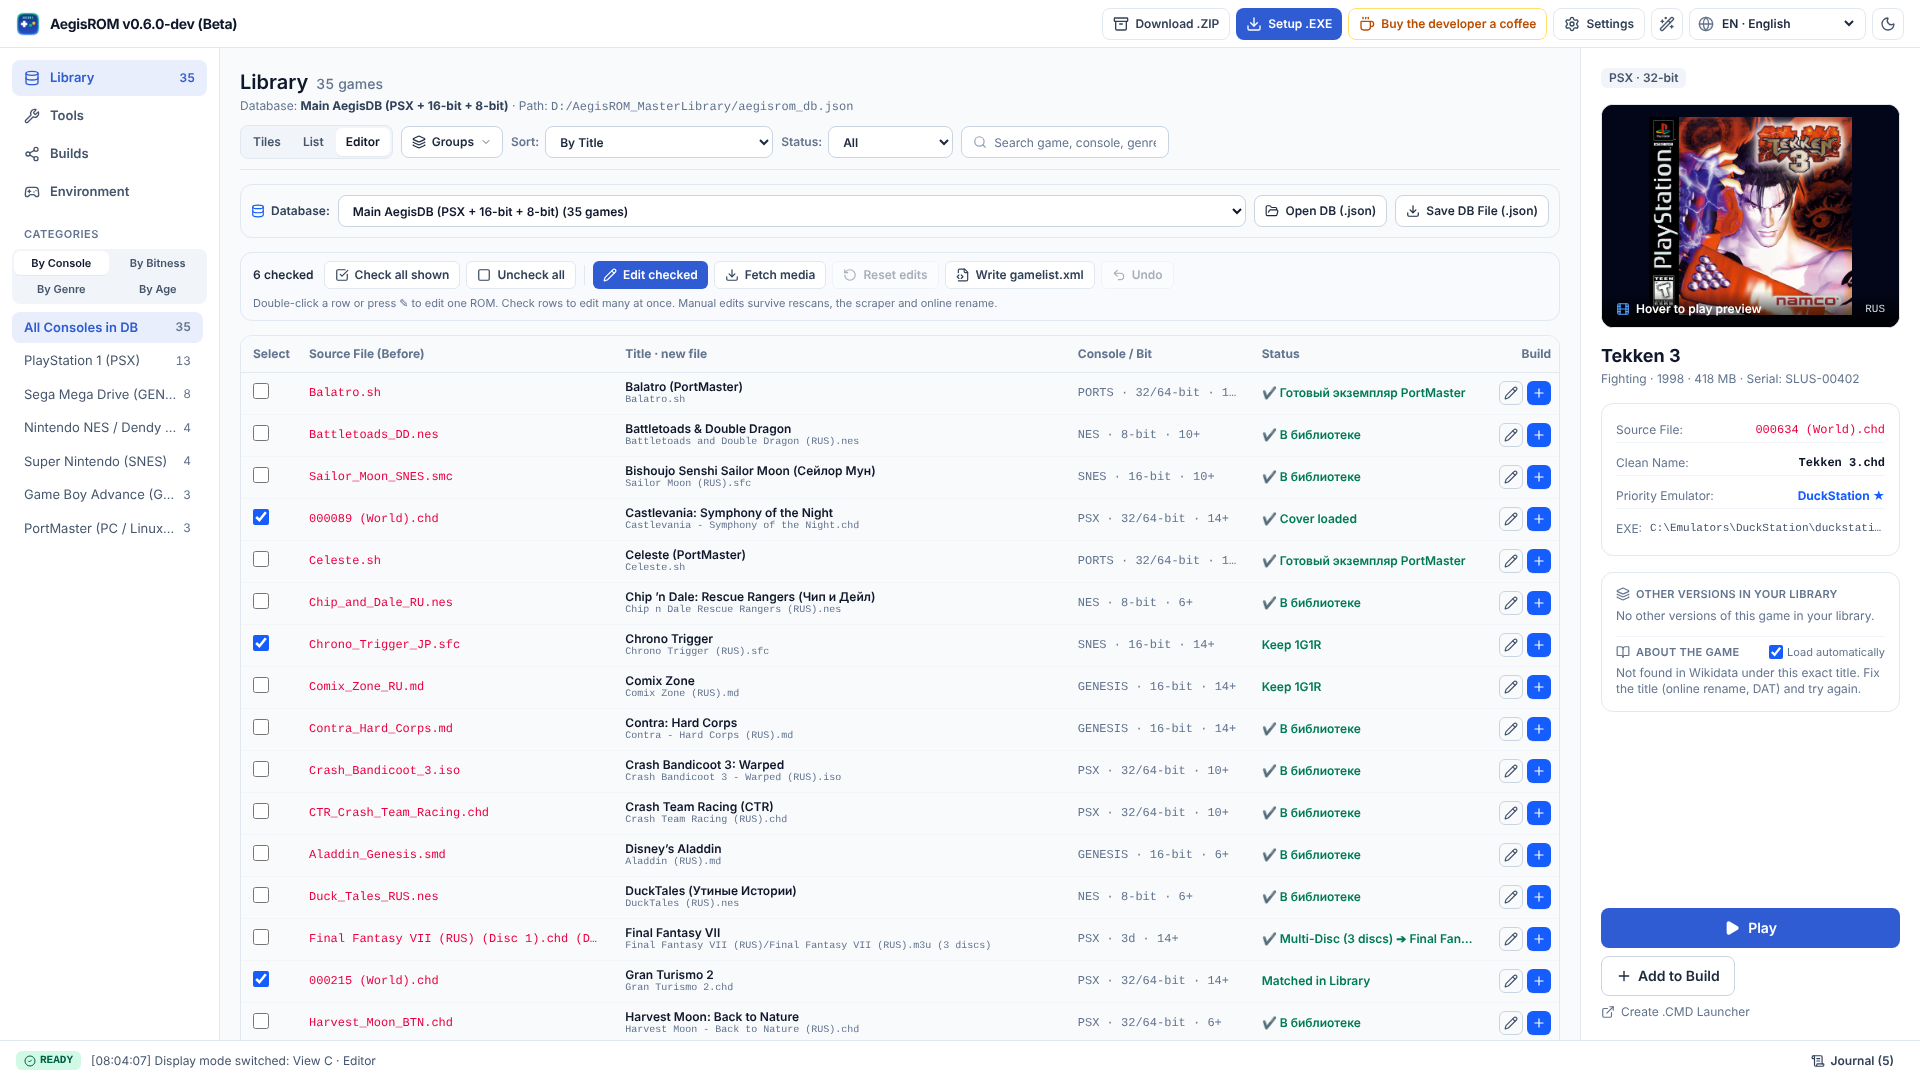 AegisROM v0.6.0-dev (Beta)
Download .ZIP
Setup .EXE
Buy the developer a coffee
Settings
EN · English
Library 35
Tools
Builds
Environment
CATEGORIES
By Console
By Bitness
By Genre
By Age
All Consoles in DB 35
PlayStation 1 (PSX) 13
Sega Mega Drive (GEN... 8
Nintendo NES / Dendy ... 4
Super Nintendo (SNES) 4
Game Boy Advance (G... 3
PortMaster (PC / Linux... 3
Library 35 games
Database: Main AegisDB (PSX + 16-bit + 8-bit) · Path: D:/AegisROM_MasterLibrary/aegisrom_db.json
Tiles
List
Editor
Groups
Sort:
By Title
Status:
All
Search game, console, genre
Database:
Main AegisDB (PSX + 16-bit + 8-bit) (35 games)
Open DB (.json)
Save DB File (.json)
6 checked
Check all shown
Uncheck all
Edit checked
Fetch media
Reset edits
Write gamelist.xml
Undo
Double-click a row or press ✎ to edit one ROM. Check rows to edit many at once. Manual edits survive rescans, the scraper and online rename.
Select Source File (Before) Title · new file Console / Bit Status Build
Balatro.sh
Balatro (PortMaster)
Balatro.sh
PORTS · 32/64-bit · 1…
✔ Готовый экземпляр PortMaster
Battletoads_DD.nes
Battletoads & Double Dragon
Battletoads and Double Dragon (RUS).nes
NES · 8-bit · 10+
✔ В библиотеке
Sailor_Moon_SNES.smc
Bishoujo Senshi Sailor Moon (Сейлор Мун)
Sailor Moon (RUS).sfc
SNES · 16-bit · 10+
✔ В библиотеке
000089 (World).chd
Castlevania: Symphony of the Night
Castlevania - Symphony of the Night.chd
PSX · 32/64-bit · 14+
✔ Cover loaded
Celeste.sh
Celeste (PortMaster)
Celeste.sh
PORTS · 32/64-bit · 1…
✔ Готовый экземпляр PortMaster
Chip_and_Dale_RU.nes
Chip ’n Dale: Rescue Rangers (Чип и Дейл)
Chip n Dale Rescue Rangers (RUS).nes
NES · 8-bit · 6+
✔ В библиотеке
Chrono_Trigger_JP.sfc
Chrono Trigger
Chrono Trigger (RUS).sfc
SNES · 16-bit · 14+
Keep 1G1R
Comix_Zone_RU.md
Comix Zone
Comix Zone (RUS).md
GENESIS · 16-bit · 14+
Keep 1G1R
Contra_Hard_Corps.md
Contra: Hard Corps
Contra - Hard Corps (RUS).md
GENESIS · 16-bit · 14+
✔ В библиотеке
Crash_Bandicoot_3.iso
Crash Bandicoot 3: Warped
Crash Bandicoot 3 - Warped (RUS).iso
PSX · 32/64-bit · 10+
✔ В библиотеке
CTR_Crash_Team_Racing.chd
Crash Team Racing (CTR)
Crash Team Racing (RUS).chd
PSX · 32/64-bit · 10+
✔ В библиотеке
Aladdin_Genesis.smd
Disney’s Aladdin
Aladdin (RUS).md
GENESIS · 16-bit · 6+
✔ В библиотеке
Duck_Tales_RUS.nes
DuckTales (Утиные Истории)
DuckTales (RUS).nes
NES · 8-bit · 6+
✔ В библиотеке
Final Fantasy VII (RUS) (Disc 1).chd (D…
Final Fantasy VII
Final Fantasy VII (RUS)/Final Fantasy VII (RUS).m3u (3 discs)
PSX · 3d · 14+
✔ Multi-Disc (3 discs) ➔ Final Fan...
000215 (World).chd
Gran Turismo 2
Gran Turismo 2.chd
PSX · 32/64-bit · 14+
Matched in Library
Harvest_Moon_BTN.chd
Harvest Moon: Back to Nature
Harvest Moon - Back to Nature (RUS).chd
PSX · 32/64-bit · 6+
✔ В библиотеке
PSX · 32-bit
PlayStation
TEKKEN 3
namco
Hover to play preview
RUS
Tekken 3
Fighting · 1998 · 418 MB · Serial: SLUS-00402
Source File: 000634 (World).chd
Clean Name: Tekken 3.chd
Priority Emulator: DuckStation ★
EXE: C:\Emulators\DuckStation\duckstati…
OTHER VERSIONS IN YOUR LIBRARY
No other versions of this game in your library.
ABOUT THE GAME
Load automatically
Not found in Wikidata under this exact title. Fix
the title (online rename, DAT) and try again.
Play
Add to Build
Create .CMD Launcher
READY
[08:04:07] Display mode switched: View C · Editor
Journal (5)